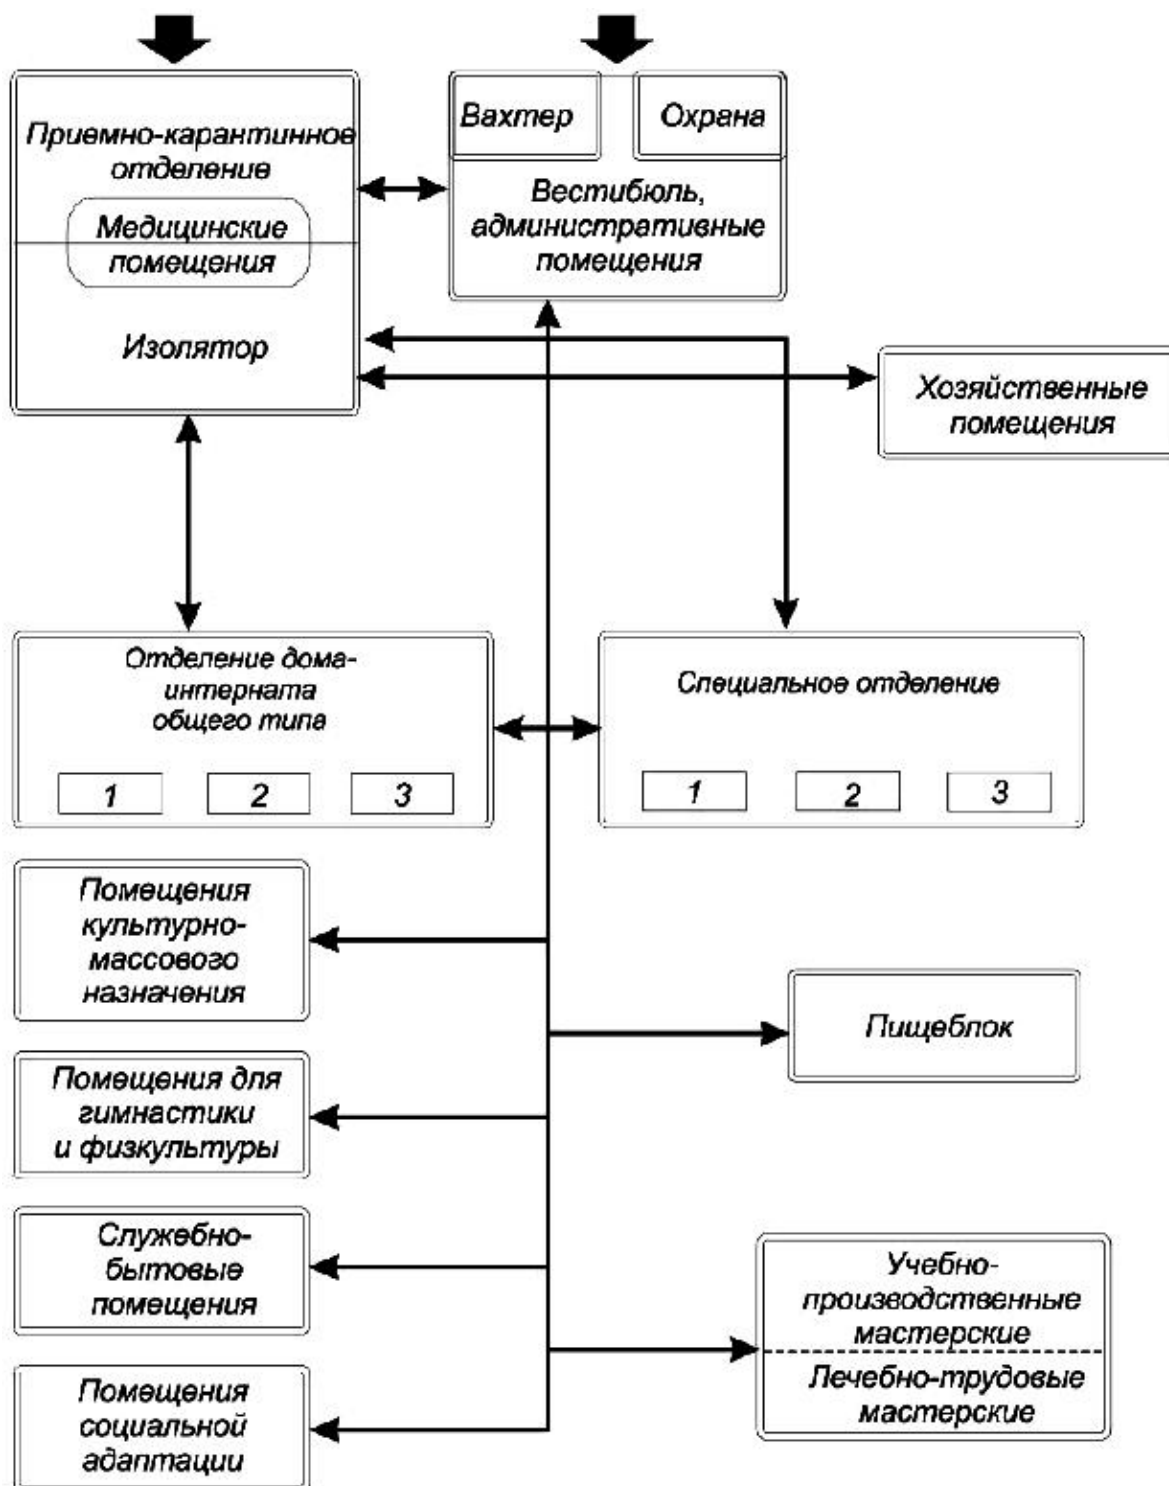 Приемно-карантинное
отделение
Медицинские
помещения
Изолятор
Вахтер
Охрана
Вестибюль,
административные
помещения
Хозяйственные
помещения
Отделение дома-
интерната
общего типа
1
2
3
Специальное отделение
1
2
3
Помещения
культурно-
массового
назначения
Пищеблок
Помещения для
гимнастики
и физкультуры
Служебно-
бытовые
помещения
Учебно-
производственные
мастерские
Лечебно-трудовые
мастерские
Помещения
социальной
адаптации